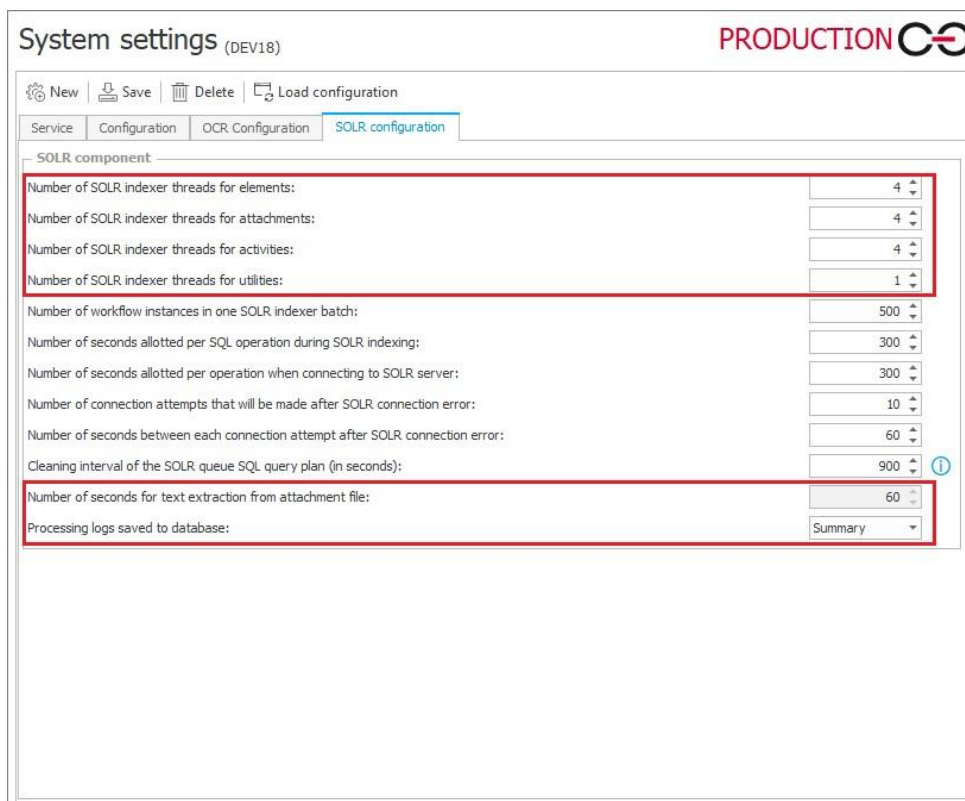 System settings (DEV18)
PRODUCTION
New Save Delete Load configuration
Service Configuration OCR Configuration SOLR configuration
SOLR component
Number of SOLR indexer threads for elements: 4
Number of SOLR indexer threads for attachments: 4
Number of SOLR indexer threads for activities: 4
Number of SOLR indexer threads for utilities: 1
Number of workflow instances in one SOLR indexer batch: 500
Number of seconds allotted per SQL operation during SOLR indexing: 300
Number of seconds allotted per operation when connecting to SOLR server: 300
Number of connection attempts that will be made after SOLR connection error: 10
Number of seconds between each connection attempt after SOLR connection error: 60
Cleaning interval of the SOLR queue SQL query plan (in seconds): 900
Number of seconds for text extraction from attachment file: 60
Processing logs saved to database: Summary